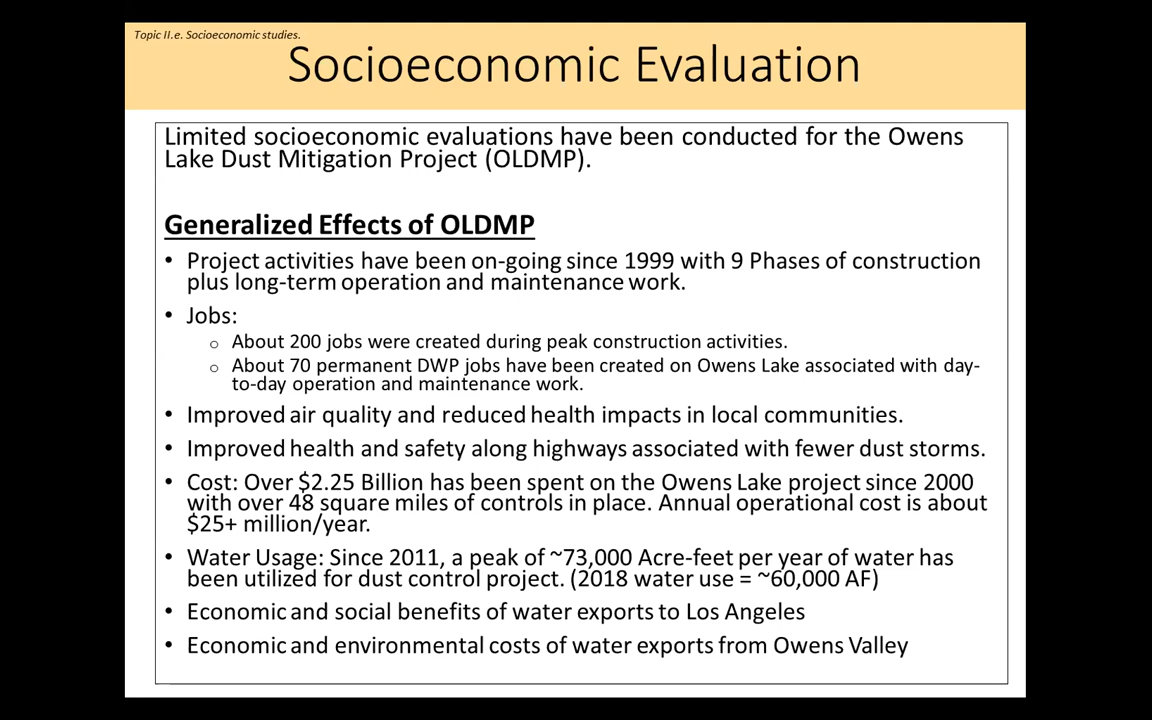 Topic II.e. Socioeconomic studies.
Socioeconomic Evaluation
Limited socioeconomic evaluations have been conducted for the Owens
Lake Dust Mitigation Project (OLDMP).
Generalized Effects of OLDMP
• Project activities have been on-going since 1999 with 9 Phases of construction
plus long-term operation and maintenance work.
• Jobs:
o About 200 jobs were created during peak construction activities.
o About 70 permanent DWP jobs have been created on Owens Lake associated with day-
to-day operation and maintenance work.
• Improved air quality and reduced health impacts in local communities.
• Improved health and safety along highways associated with fewer dust storms.
• Cost: Over $2.25 Billion has been spent on the Owens Lake project since 2000
with over 48 square miles of controls in place. Annual operational cost is about
$25+ million/year.
• Water Usage: Since 2011, a peak of ~73,000 Acre-feet per year of water has
been utilized for dust control project. (2018 water use = ~60,000 AF)
• Economic and social benefits of water exports to Los Angeles
• Economic and environmental costs of water exports from Owens Valley